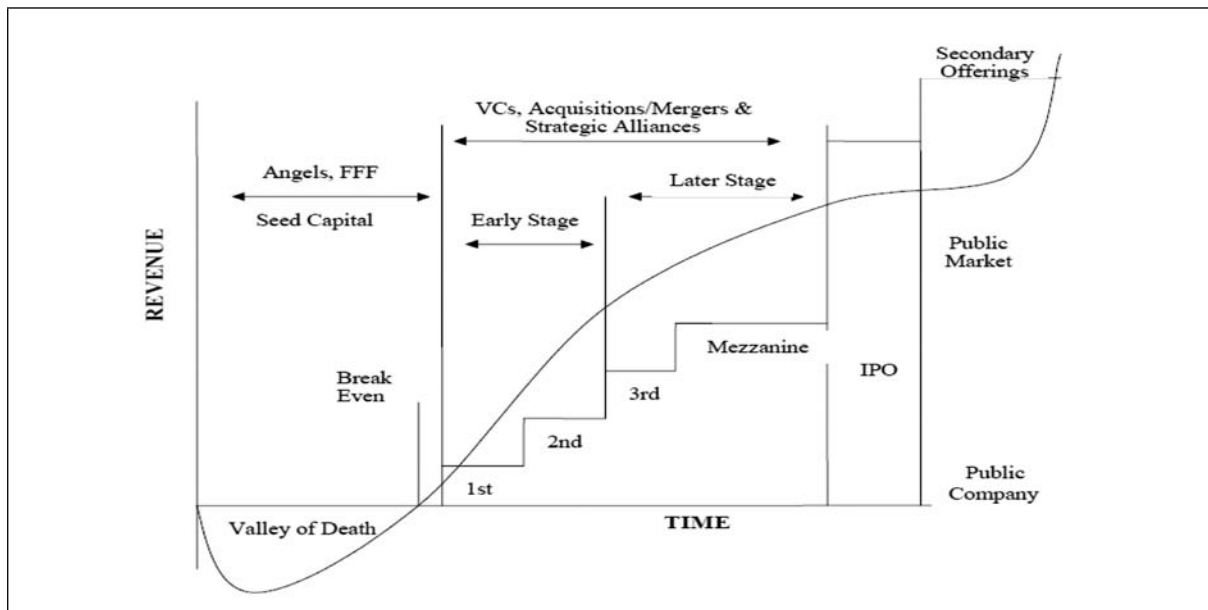 Secondary
Offerings
VCs, Acquisitions/Mergers &
Strategic Alliances
Angels, FFF
Later Stage
Seed Capital
Early Stage
REVENUE
Public
Market
Mezzanine
IPO
Break
Even
3rd
2nd
1st
Public
Company
Valley of Death
TIME